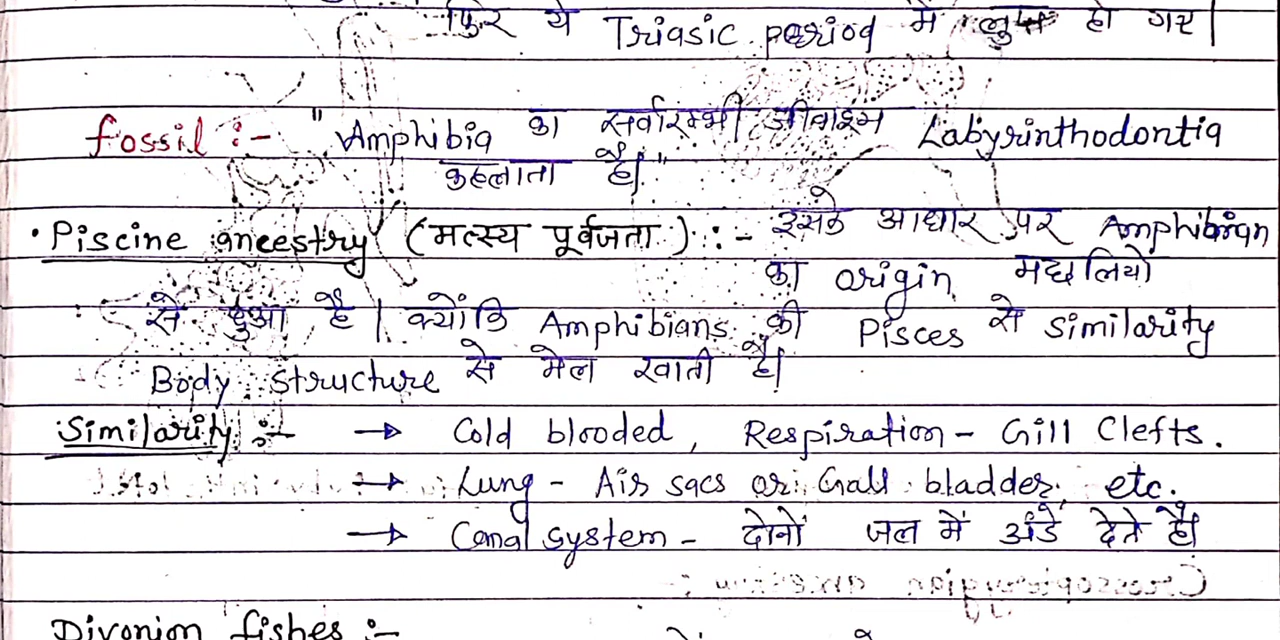 फिर ये Triasic period में लुप्त हो गए।
fossil :- "Amphibia का सर्वारम्भी जीवाश्म Labyrinthodontia
कहलाता है।"
• Piscine ancestry (मत्स्य पूर्वजता) :- इसके आधार पर Amphibian
का origin मछलियो
से हुआ है। क्योंकि Amphibians की Pisces से Similarity
Body structure से मेल खाती है।
Similarity :- → Cold blooded, Respiration - Gill Clefts.
→ Lung - Air sacs or Gall bladder etc.
→ Canal system - दोनों जल में अंडे देते है।
Divonion fishes :-